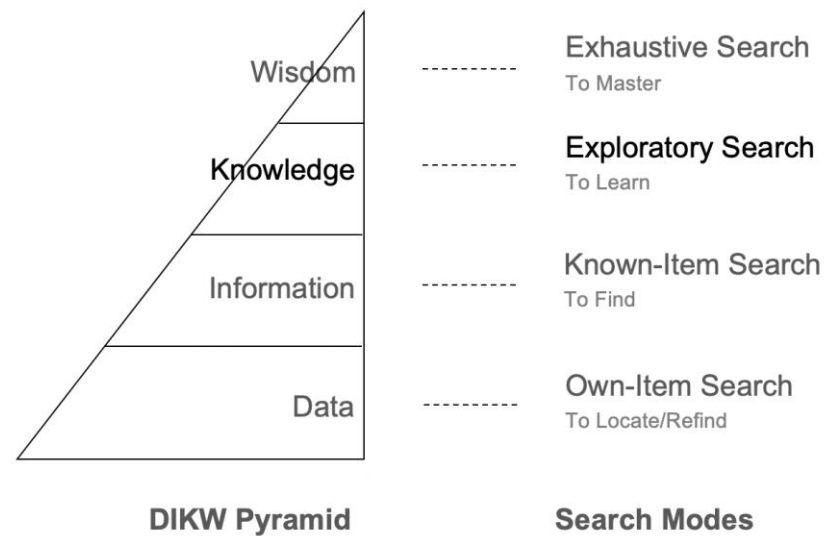 Wisdom
Exhaustive Search
To Master
Knowledge
Exploratory Search
To Learn
Information
Known-Item Search
To Find
Data
Own-Item Search
To Locate/Refind
DIKW Pyramid
Search Modes